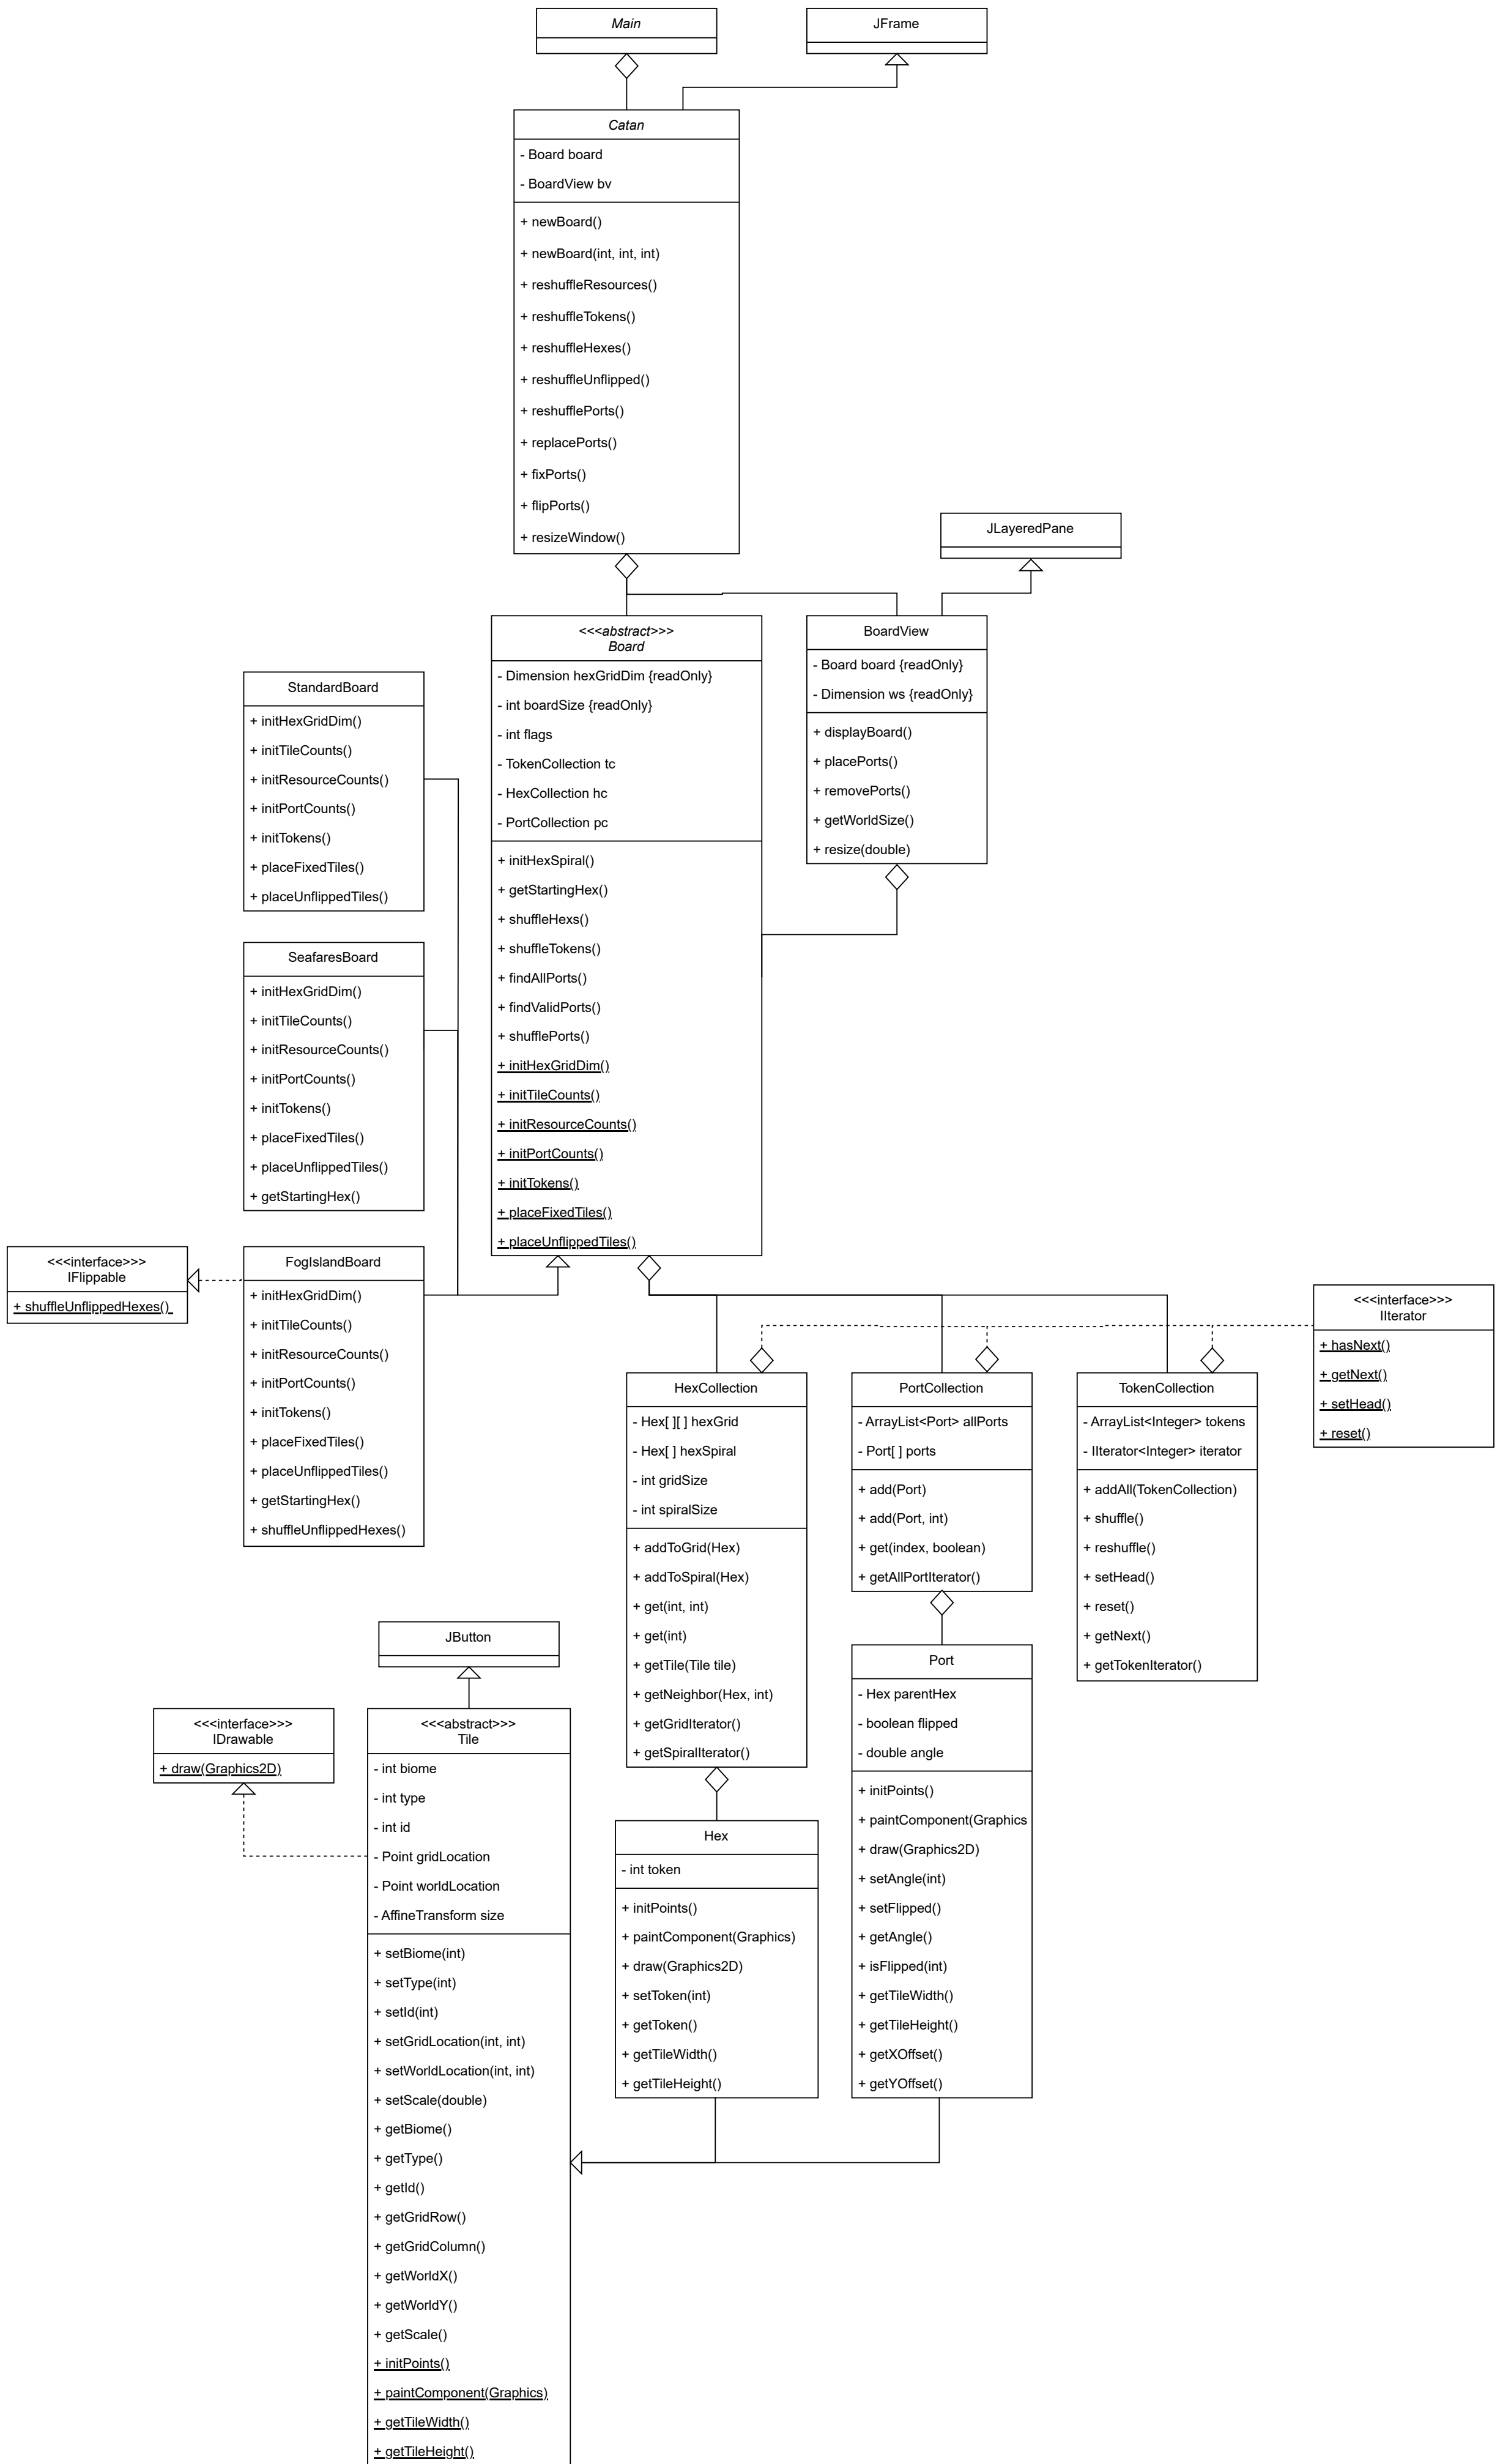 Main
JFrame
Catan
- Board board
- BoardView bv
+ newBoard()
+ newBoard(int, int, int)
+ reshuffleResources()
+ reshuffleTokens()
+ reshuffleHexes()
+ reshuffleUnflipped()
+ reshufflePorts()
+ replacePorts()
+ fixPorts()
+ flipPorts()
+ resizeWindow()
JLayeredPane
<<<abstract>>>
Board
- Dimension hexGridDim {readOnly}
- int boardSize {readOnly}
- int flags
- TokenCollection tc
- HexCollection hc
- PortCollection pc
+ initHexSpiral()
+ getStartingHex()
+ shuffleHexs()
+ shuffleTokens()
+ findAllPorts()
+ findValidPorts()
+ shufflePorts()
+ initHexGridDim()
+ initTileCounts()
+ initResourceCounts()
+ initPortCounts()
+ initTokens()
+ placeFixedTiles()
+ placeUnflippedTiles()
BoardView
- Board board {readOnly}
- Dimension ws {readOnly}
+ displayBoard()
+ placePorts()
+ removePorts()
+ getWorldSize()
+ resize(double)
StandardBoard
+ initHexGridDim()
+ initTileCounts()
+ initResourceCounts()
+ initPortCounts()
+ initTokens()
+ placeFixedTiles()
+ placeUnflippedTiles()
SeafaresBoard
+ initHexGridDim()
+ initTileCounts()
+ initResourceCounts()
+ initPortCounts()
+ initTokens()
+ placeFixedTiles()
+ placeUnflippedTiles()
+ getStartingHex()
<<<interface>>>
IFlippable
+ shuffleUnflippedHexes()
FogIslandBoard
+ initHexGridDim()
+ initTileCounts()
+ initResourceCounts()
+ initPortCounts()
+ initTokens()
+ placeFixedTiles()
+ placeUnflippedTiles()
+ getStartingHex()
+ shuffleUnflippedHexes()
<<<interface>>>
IIterator
+ hasNext()
+ getNext()
+ setHead()
+ reset()
HexCollection
- Hex[ ][ ] hexGrid
- Hex[ ] hexSpiral
- int gridSize
- int spiralSize
+ addToGrid(Hex)
+ addToSpiral(Hex)
+ get(int, int)
+ get(int)
+ getTile(Tile tile)
+ getNeighbor(Hex, int)
+ getGridIterator()
+ getSpiralIterator()
PortCollection
- ArrayList<Port> allPorts
- Port[ ] ports
+ add(Port)
+ add(Port, int)
+ get(index, boolean)
+ getAllPortIterator()
TokenCollection
- ArrayList<Integer> tokens
- IIterator<Integer> iterator
+ addAll(TokenCollection)
+ shuffle()
+ reshuffle()
+ setHead()
+ reset()
+ getNext()
+ getTokenIterator()
JButton
<<<interface>>>
IDrawable
+ draw(Graphics2D)
<<<abstract>>>
Tile
- int biome
- int type
- int id
- Point gridLocation
- Point worldLocation
- AffineTransform size
+ setBiome(int)
+ setType(int)
+ setId(int)
+ setGridLocation(int, int)
+ setWorldLocation(int, int)
+ setScale(double)
+ getBiome()
+ getType()
+ getId()
+ getGridRow()
+ getGridColumn()
+ getWorldX()
+ getWorldY()
+ getScale()
+ initPoints()
+ paintComponent(Graphics)
+ getTileWidth()
+ getTileHeight()
Hex
- int token
+ initPoints()
+ paintComponent(Graphics)
+ draw(Graphics2D)
+ setToken(int)
+ getToken()
+ getTileWidth()
+ getTileHeight()
Port
- Hex parentHex
- boolean flipped
- double angle
+ initPoints()
+ paintComponent(Graphics
+ draw(Graphics2D)
+ setAngle(int)
+ setFlipped()
+ getAngle()
+ isFlipped(int)
+ getTileWidth()
+ getTileHeight()
+ getXOffset()
+ getYOffset()